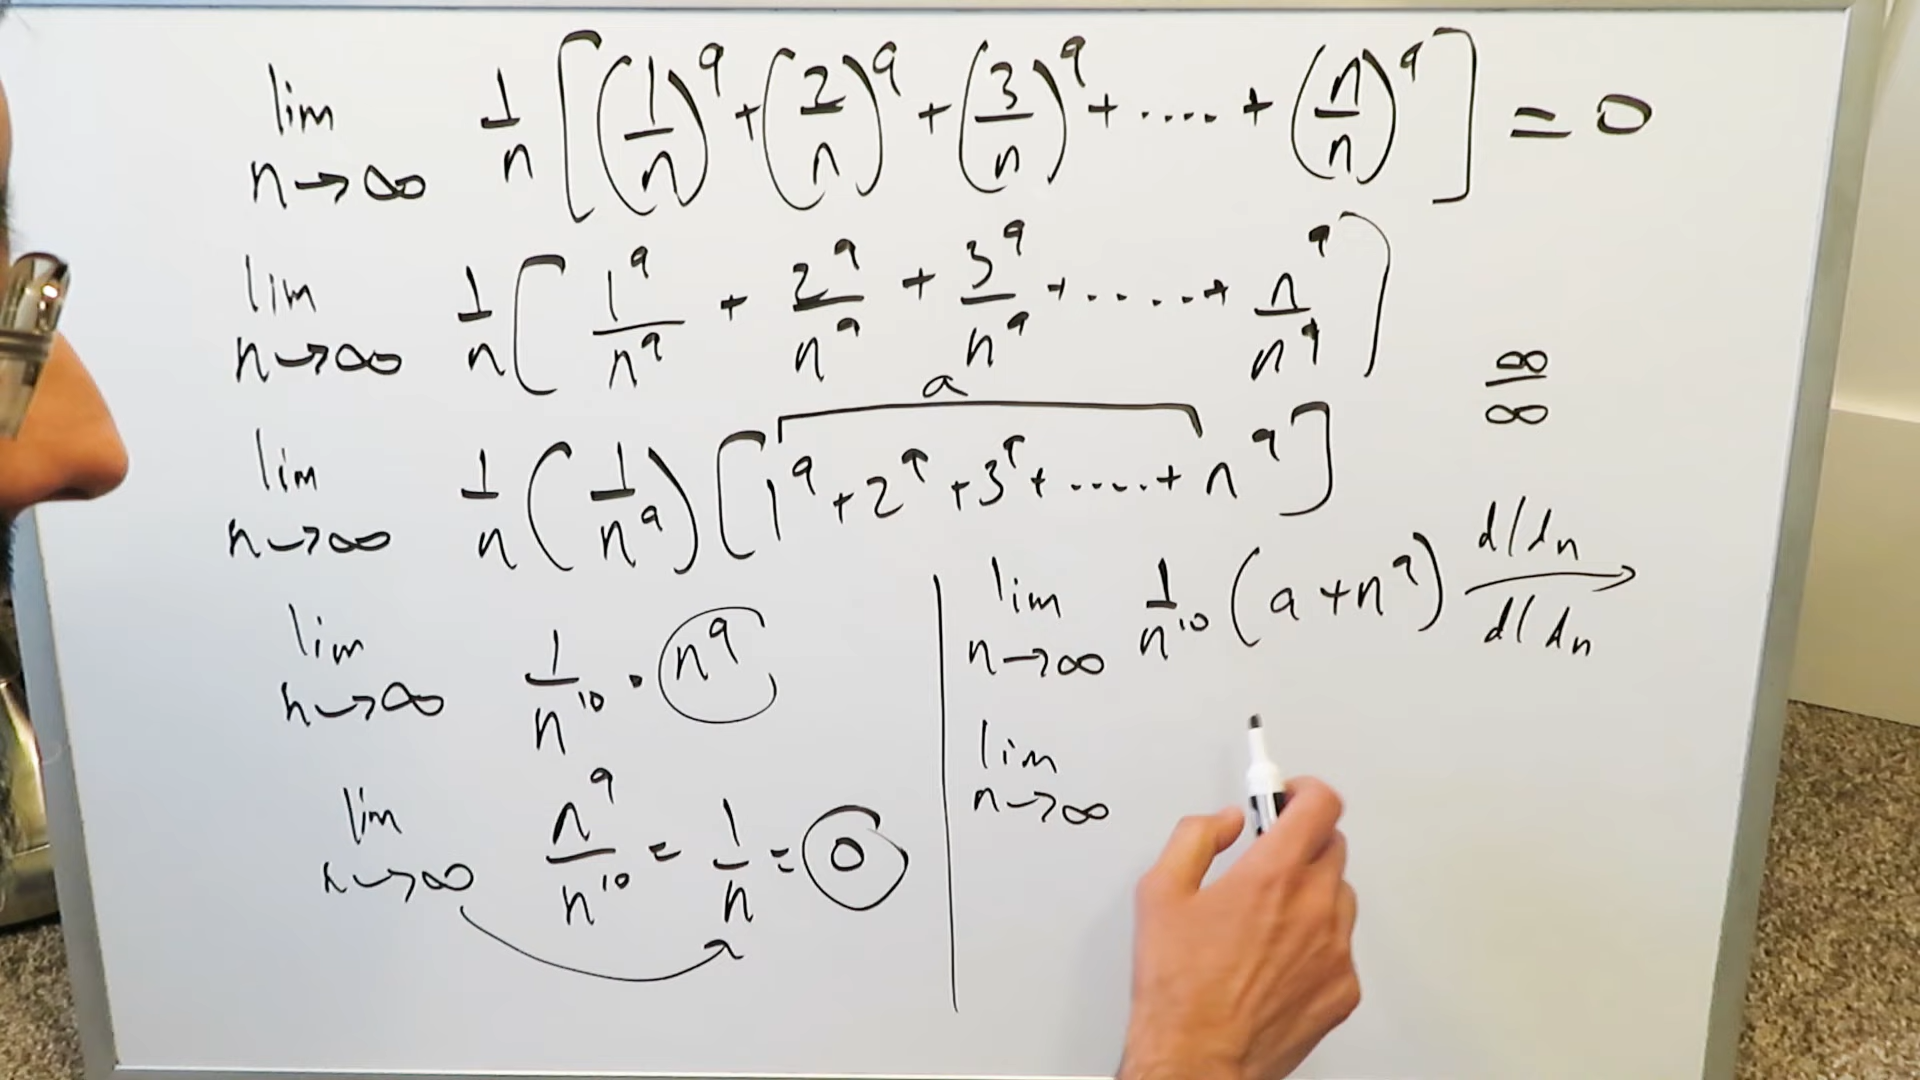 lim n→∞ 1/n [(1/n)^9 + (2/n)^9 + (3/n)^9 + ..... + (n/n)^9] = 0
lim n→∞ 1/n [1^9/n^9 + 2^9/n^9 + 3^9/n^9 + ..... + n^9/n^9]
∞/∞
a
lim n→∞ 1/n (1/n^9) [1^9 + 2^9 + 3^9 + ..... + n^9]
lim n→∞ 1/n^10 · n^9
lim n→∞ n^9/n^10 = 1/n = 0
lim n→∞ 1/n^10 (a + n^9) d/dn d/dn
lim n→∞